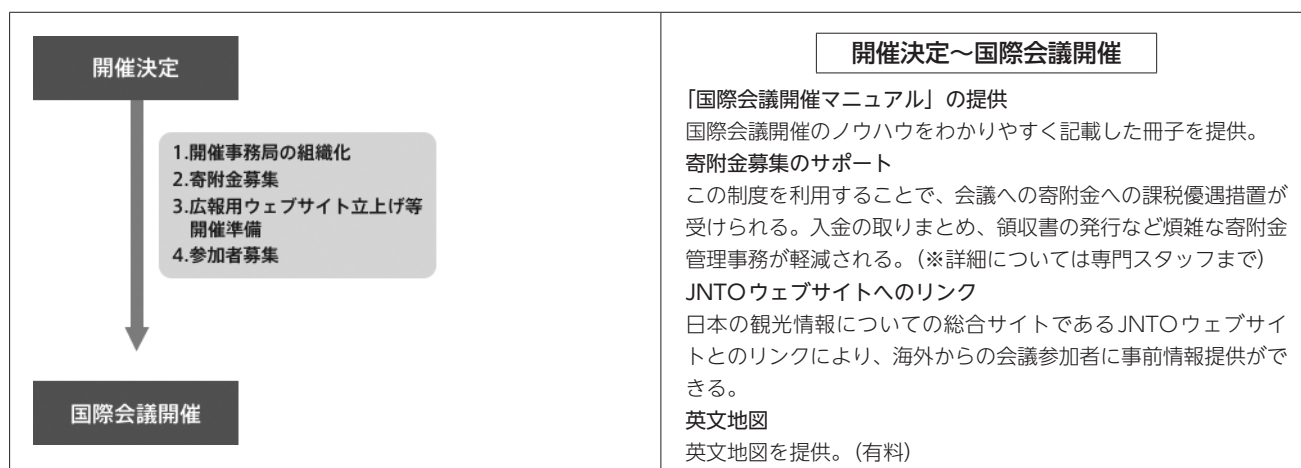 開催決定
1.開催事務局の組織化
2.寄附金募集
3.広報用ウェブサイト立上げ等
開催準備
4.参加者募集
国際会議開催
開催決定～国際会議開催
「国際会議開催マニュアル」の提供
国際会議開催のノウハウをわかりやすく記載した冊子を提供。
寄附金募集のサポート
この制度を利用することで、会議への寄附金への課税優遇措置が
受けられる。入金の取りまとめ、領収書の発行など煩雑な寄附金
管理事務が軽減される。（※詳細については専門スタッフまで）
JNTOウェブサイトへのリンク
日本の観光情報についての総合サイトであるJNTOウェブサイ
トとのリンクにより、海外からの会議参加者に事前情報提供がで
きる。
英文地図
英文地図を提供。（有料）